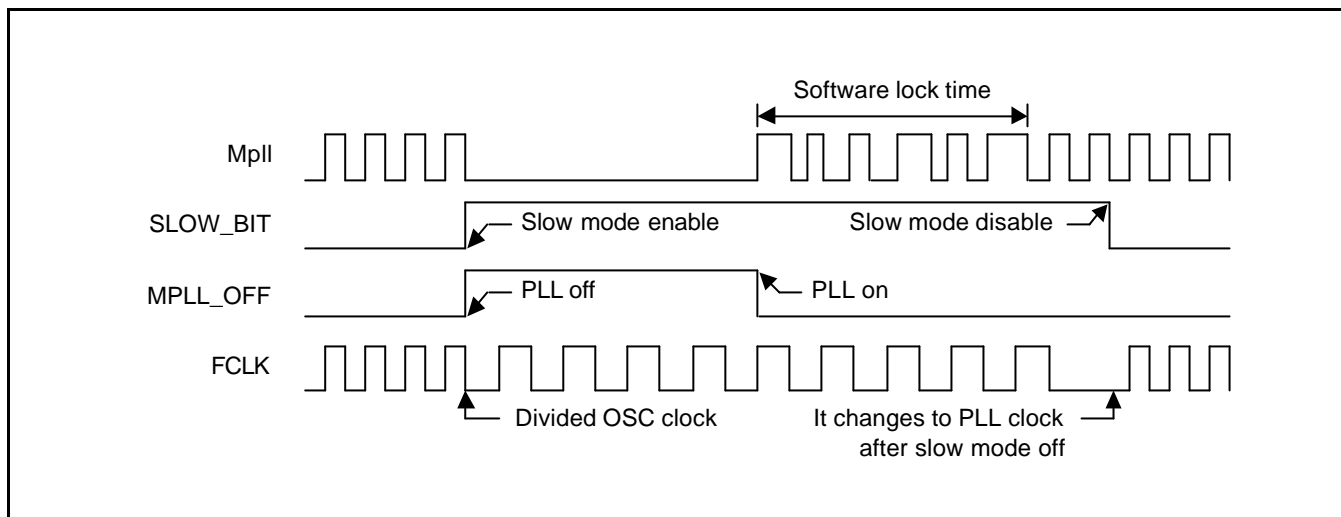 Software lock time
Mpll
SLOW_BIT
Slow mode enable
Slow mode disable
MPLL_OFF
PLL off
PLL on
FCLK
Divided OSC clock
It changes to PLL clock
after slow mode off